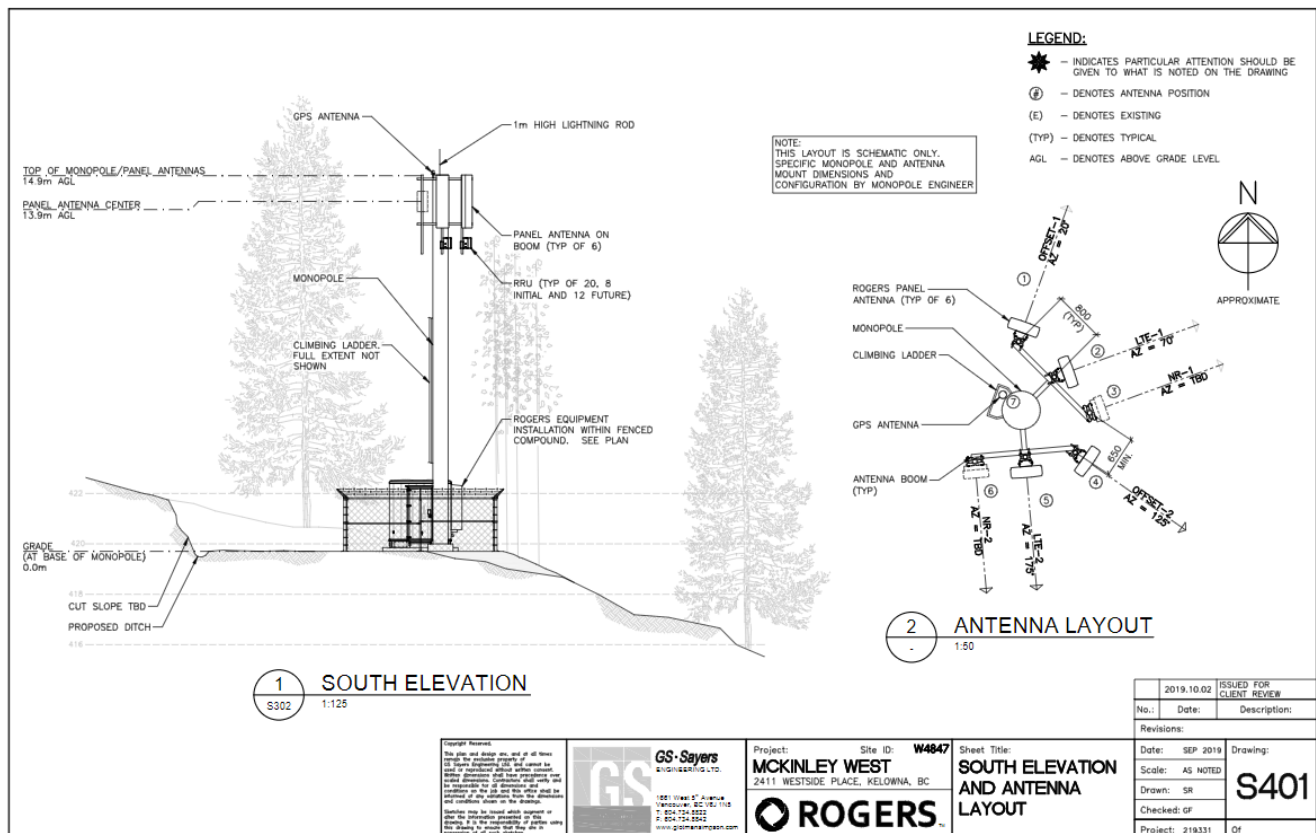 LEGEND:
– INDICATES PARTICULAR ATTENTION SHOULD BE
GIVEN TO WHAT IS NOTED ON THE DRAWING
# – DENOTES ANTENNA POSITION
(E) – DENOTES EXISTING
(TYP) – DENOTES TYPICAL
AGL – DENOTES ABOVE GRADE LEVEL
NOTE:
THIS LAYOUT IS SCHEMATIC ONLY.
SPECIFIC MONOPOLE AND ANTENNA
MOUNT DIMENSIONS AND
CONFIGURATION BY MONOPOLE ENGINEER
N
APPROXIMATE
GPS ANTENNA
1m HIGH LIGHTNING ROD
TOP OF MONOPOLE/PANEL ANTENNAS
14.9m AGL
PANEL ANTENNA CENTER
13.9m AGL
PANEL ANTENNA ON
BOOM (TYP OF 6)
RRU (TYP OF 20, 8
INITIAL AND 12 FUTURE)
MONOPOLE
CLIMBING LADDER.
FULL EXTENT NOT
SHOWN
ROGERS EQUIPMENT
INSTALLATION WITHIN FENCED
COMPOUND. SEE PLAN
422
420
418
416
GRADE
(AT BASE OF MONOPOLE)
0.0m
CUT SLOPE TBD
PROPOSED DITCH
1
S302
SOUTH ELEVATION
1:125
OFFSET-1
AZ = 20°
1
ROGERS PANEL
ANTENNA (TYP OF 6)
800
(TYP)
MONOPOLE
LTE-1
AZ = 70°
2
CLIMBING LADDER
NR-1
AZ = TBD
3
7
GPS ANTENNA
650
MIN.
ANTENNA BOOM
(TYP)
4
OFFSET-2
AZ = 125°
5
LTE-2
AZ = 175°
6
NR-2
AZ = TBD
2
-
ANTENNA LAYOUT
1:50
2019.10.02 ISSUED FOR
CLIENT REVIEW
No.: Date: Description:
Revisions:
Copyright Reserved.
GS
GS·Sayers
ENGINEERING LTD.
Project: Site ID: W4847
MCKINLEY WEST
2411 WESTSIDE PLACE, KELOWNA, BC
ROGERS
Sheet Title:
SOUTH ELEVATION
AND ANTENNA
LAYOUT
Date: SEP 2019
Scale: AS NOTED
Drawn: SR
Checked: GF
Project: 219331
Drawing:
S401
Of